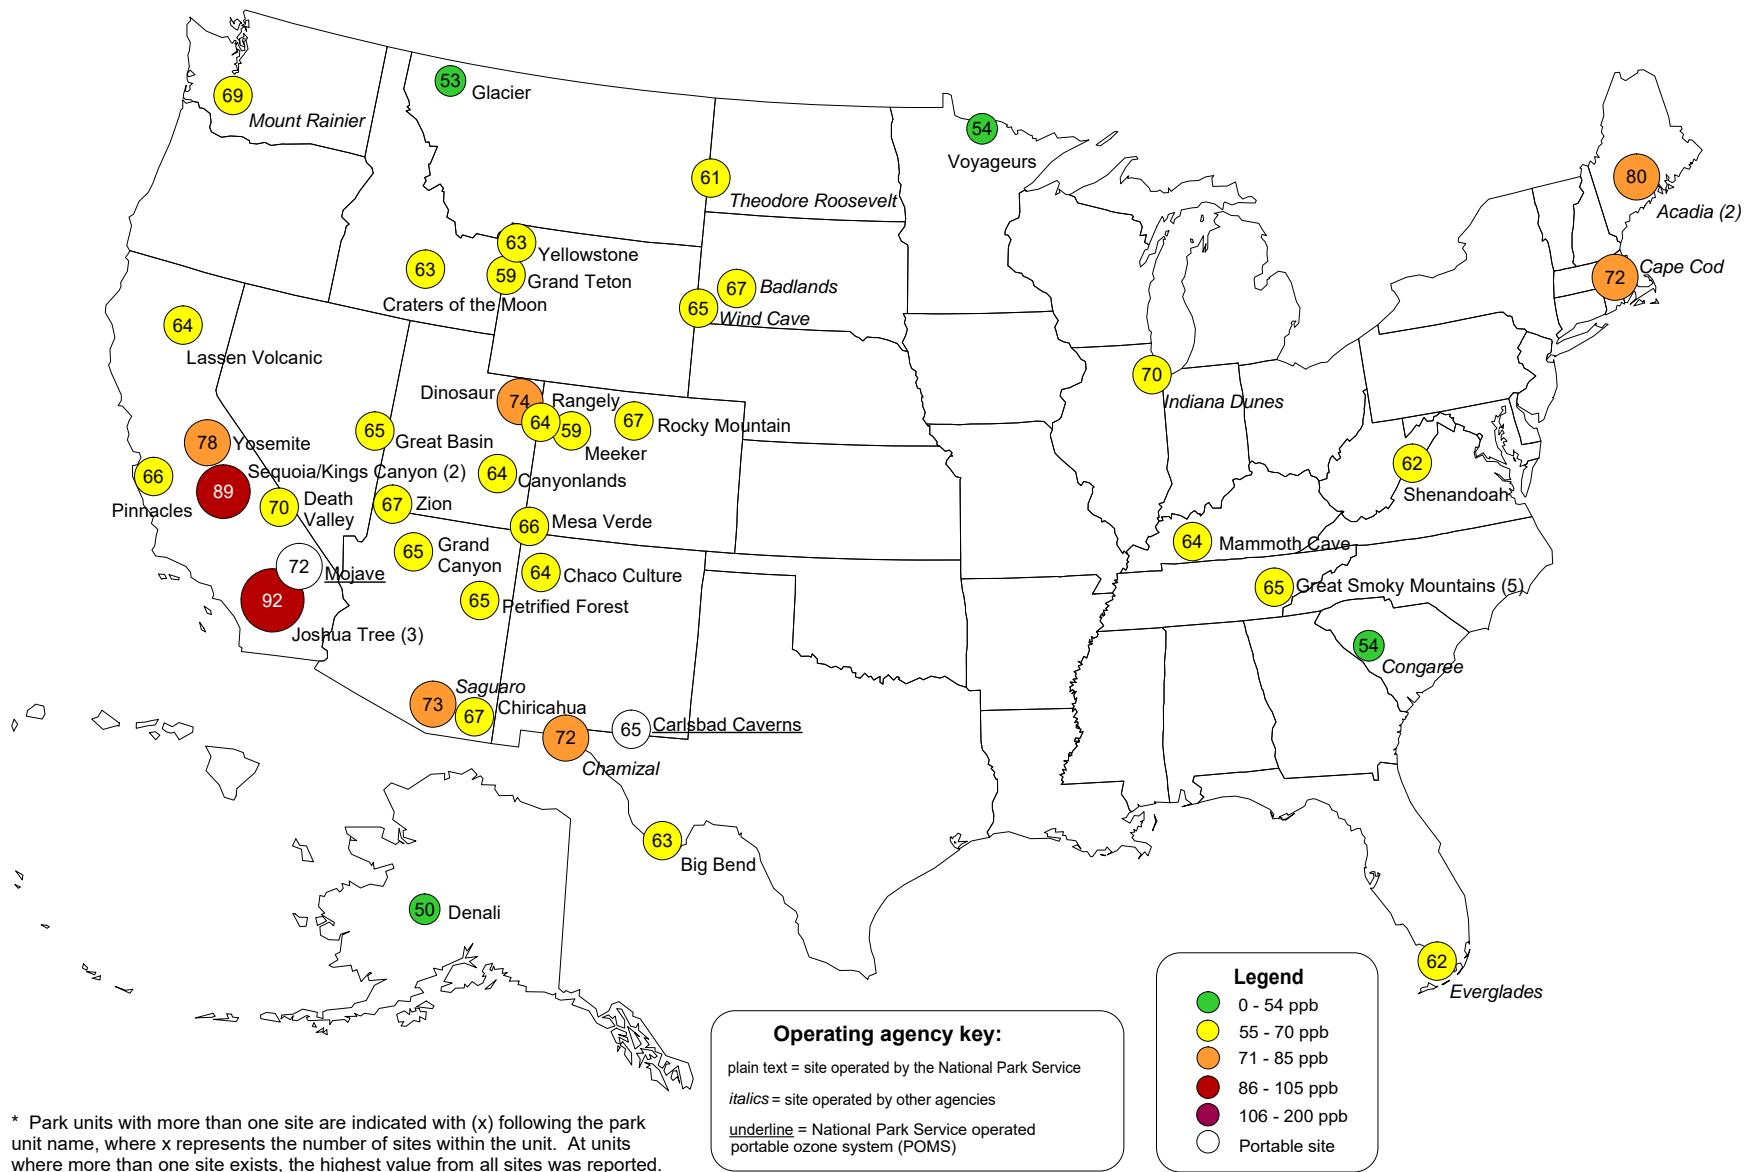 53
Glacier
69
Mount Rainier
54
Voyageurs
61
Theodore Roosevelt
80
Acadia (2)
63
Yellowstone
63
Craters of the Moon
59
Grand Teton
67
Badlands
65
Wind Cave
72
Cape Cod
64
Lassen Volcanic
70
Indiana Dunes
Dinosaur
74
Rangely
64
59
Meeker
67
Rocky Mountain
65
Great Basin
78
Yosemite
Sequoia/Kings Canyon (2)
89
66
Pinnacles
70
Death
Valley
64
Canyonlands
67
Zion
62
Shenandoah
66
Mesa Verde
65
Grand
Canyon
64
Mammoth Cave
72
Mojave
64
Chaco Culture
65
Great Smoky Mountains (5)
92
Joshua Tree (3)
65
Petrified Forest
54
Congaree
Saguaro
73
67
Chiricahua
72
Chamizal
65
Carlsbad Caverns
63
Big Bend
50
Denali
62
Everglades
Operating agency key:
plain text = site operated by the National Park Service
italics = site operated by other agencies
underline = National Park Service operated
portable ozone system (POMS)
Legend
0 - 54 ppb
55 - 70 ppb
71 - 85 ppb
86 - 105 ppb
106 - 200 ppb
Portable site
* Park units with more than one site are indicated with (x) following the park
unit name, where x represents the number of sites within the unit. At units
where more than one site exists, the highest value from all sites was reported.